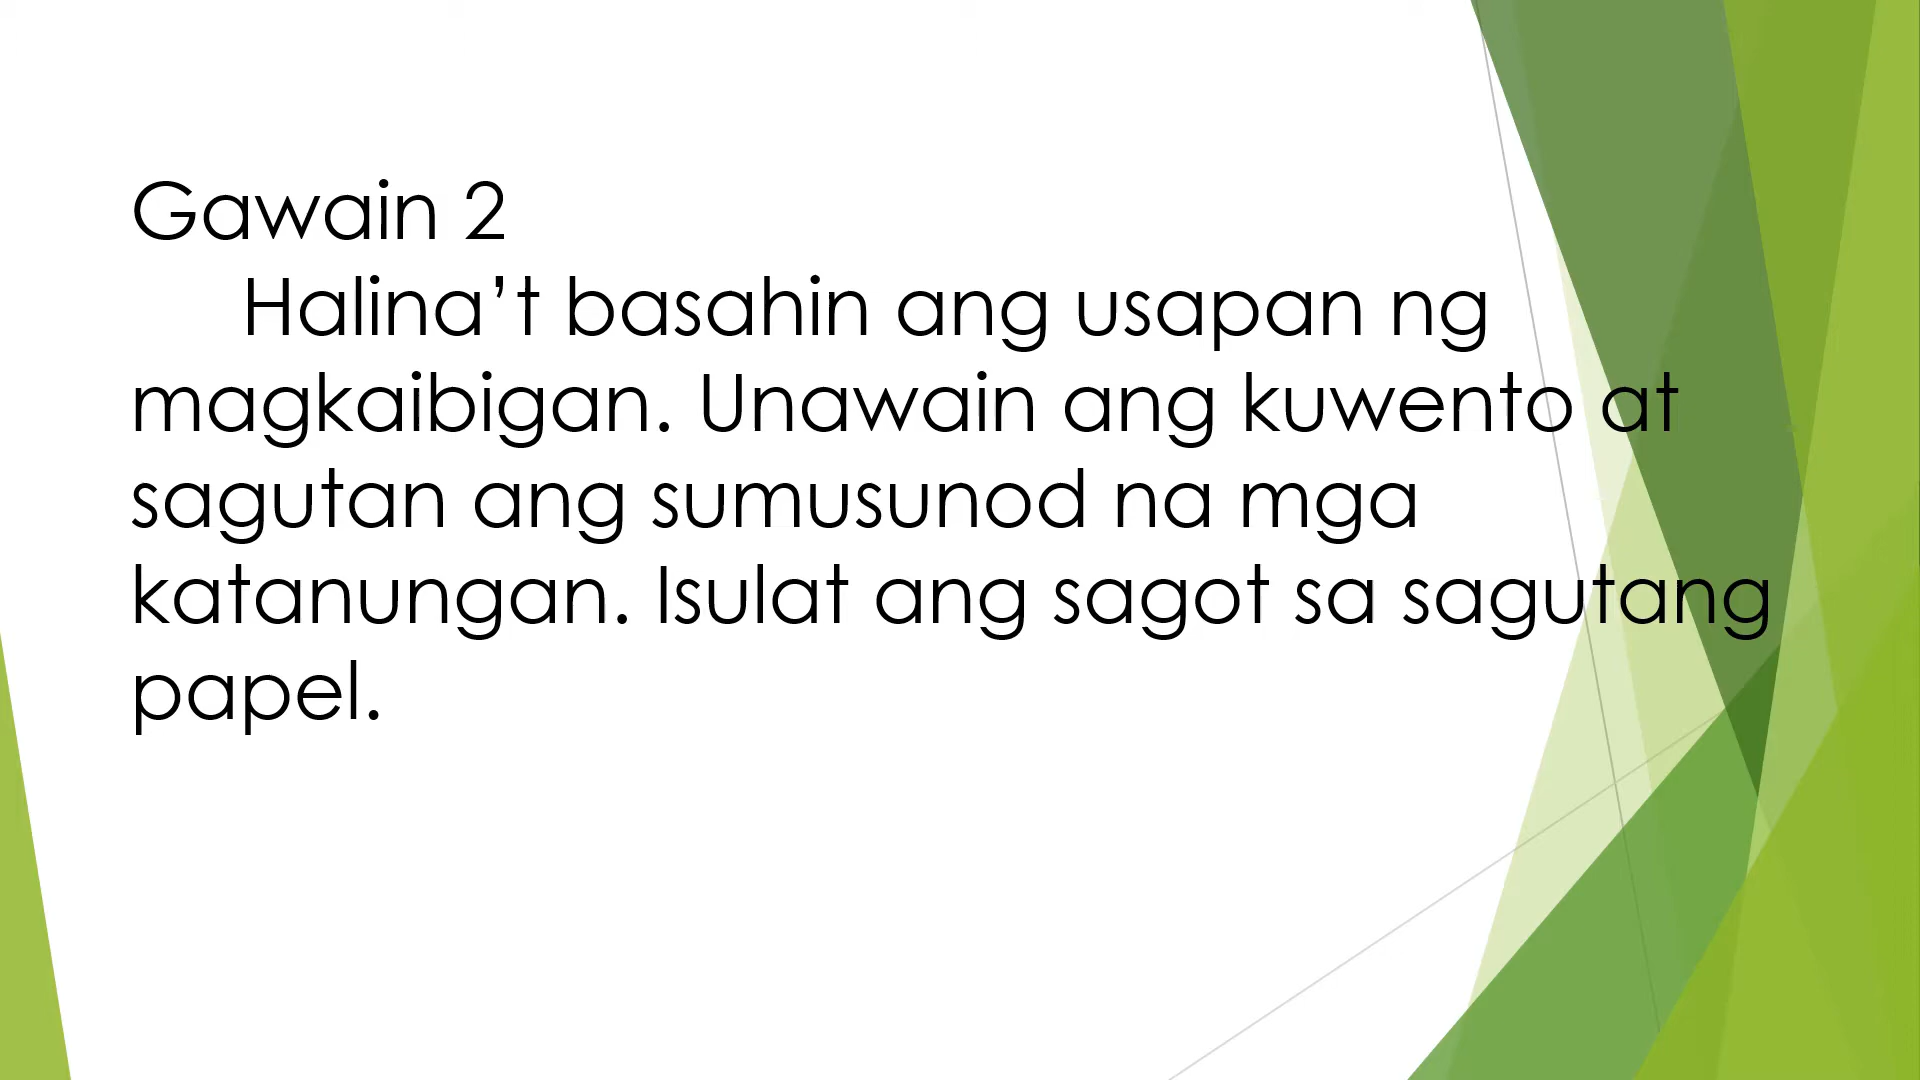 Gawain 2
Halina’t basahin ang usapan ng
magkaibigan. Unawain ang kuwento at
sagutan ang sumusunod na mga
katanungan. Isulat ang sagot sa sagutang
papel.